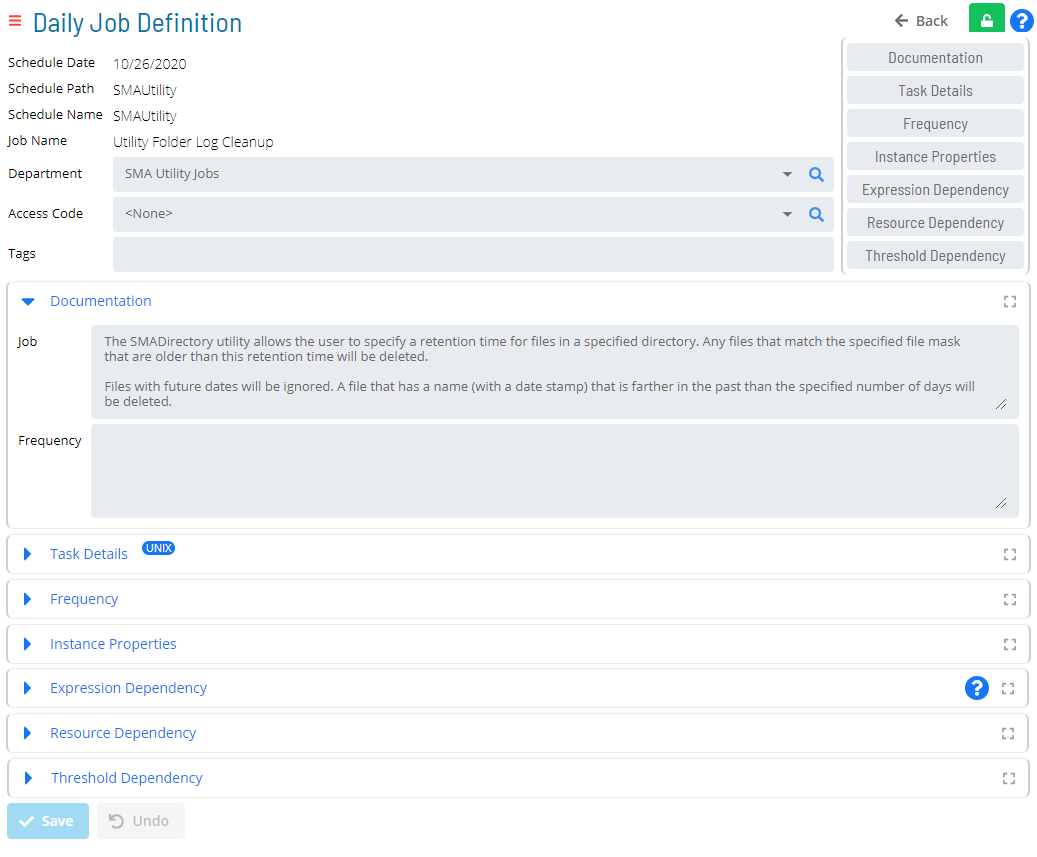 Daily Job Definition
Back
?
Schedule Date 10/26/2020
Schedule Path SMAUtility
Schedule Name SMAUtility
Job Name Utility Folder Log Cleanup
Department SMA Utility Jobs
Access Code <None>
Tags
Documentation
Task Details
Frequency
Instance Properties
Expression Dependency
Resource Dependency
Threshold Dependency
Documentation
Job
The SMADirectory utility allows the user to specify a retention time for files in a specified directory. Any files that match the specified file mask
that are older than this retention time will be deleted.
Files with future dates will be ignored. A file that has a name (with a date stamp) that is farther in the past than the specified number of days will
be deleted.
Frequency
Task Details UNIX
Frequency
Instance Properties
Expression Dependency ?
Resource Dependency
Threshold Dependency
Save Undo